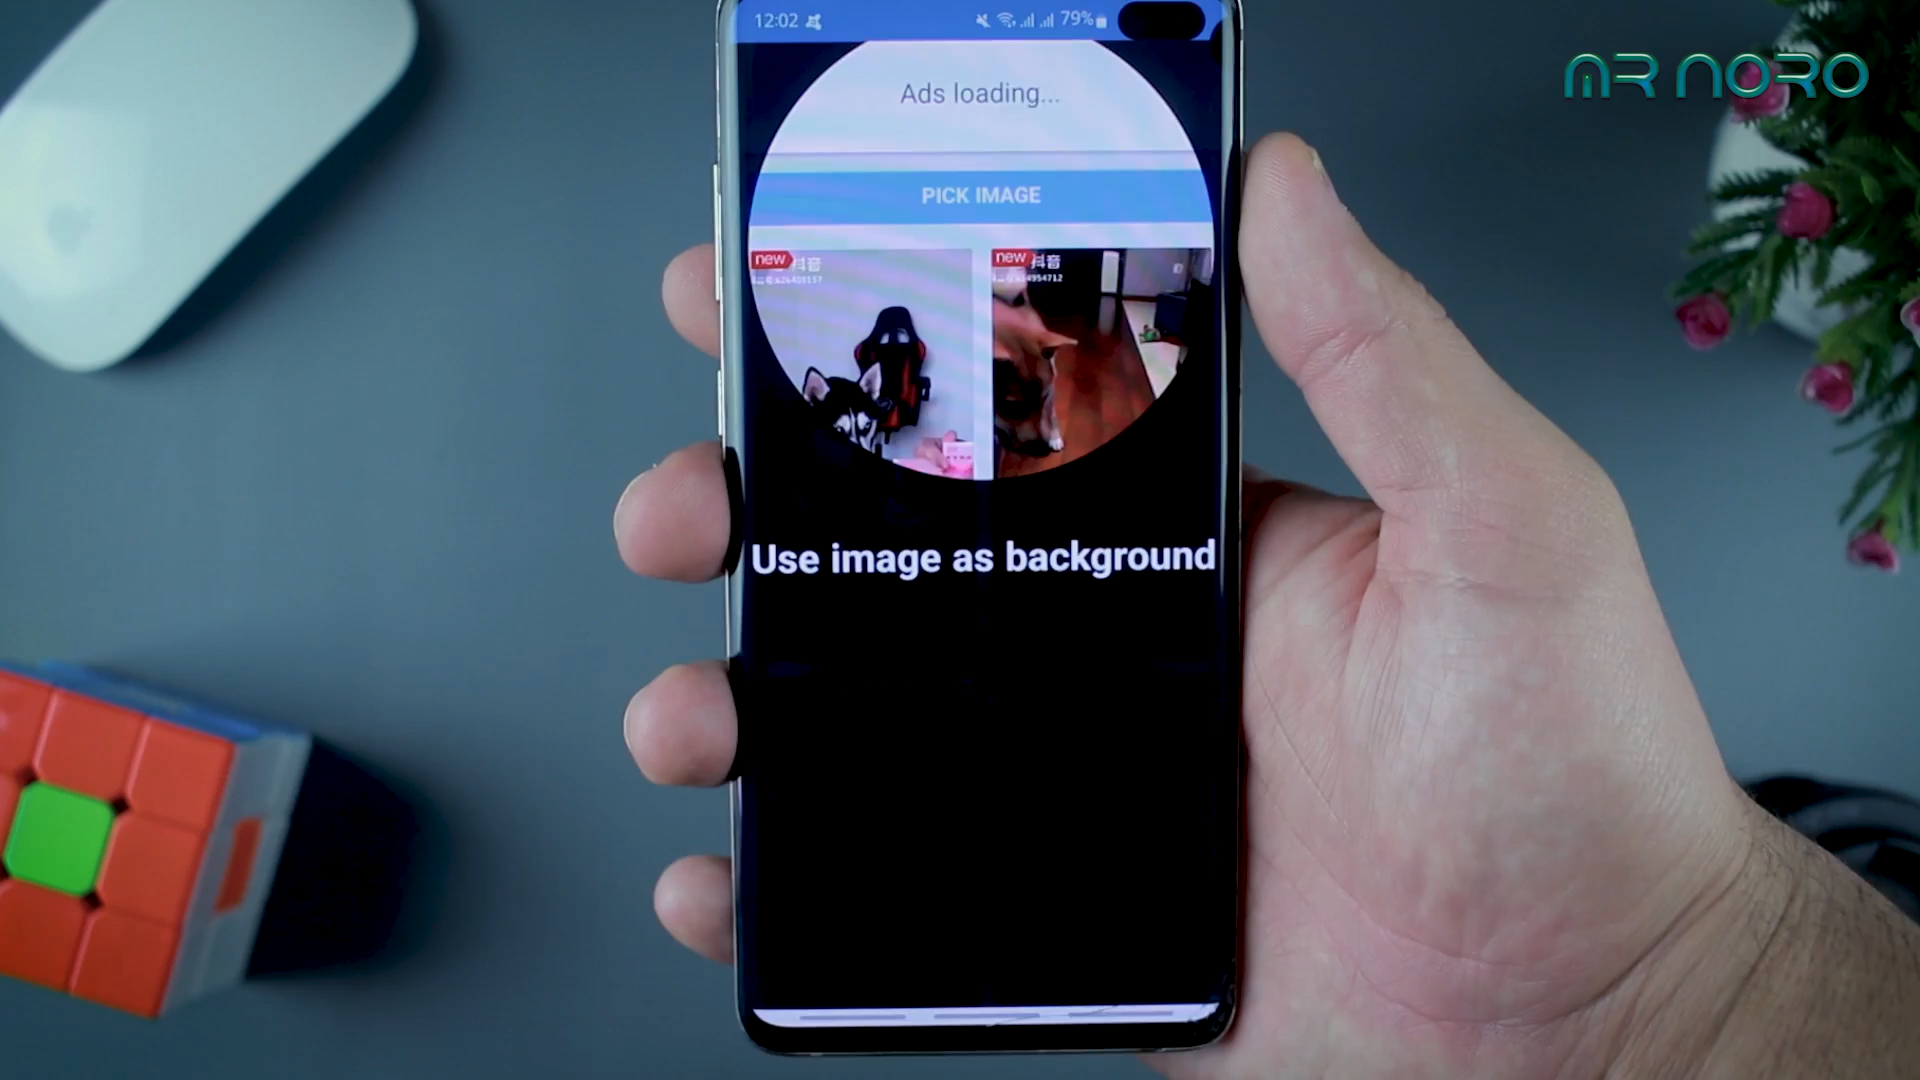 12:02
79%
MR NORO
Ads loading...
PICK IMAGE
new 抖音
new 抖音
Use image as background